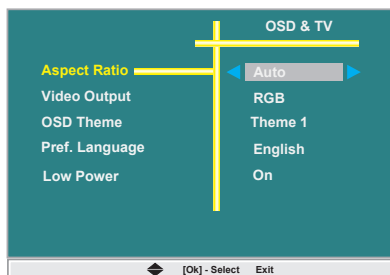 OSD & TV
Aspect Ratio Auto
Video Output RGB
OSD Theme Theme 1
Pref. Language English
Low Power On
[Ok] - Select Exit